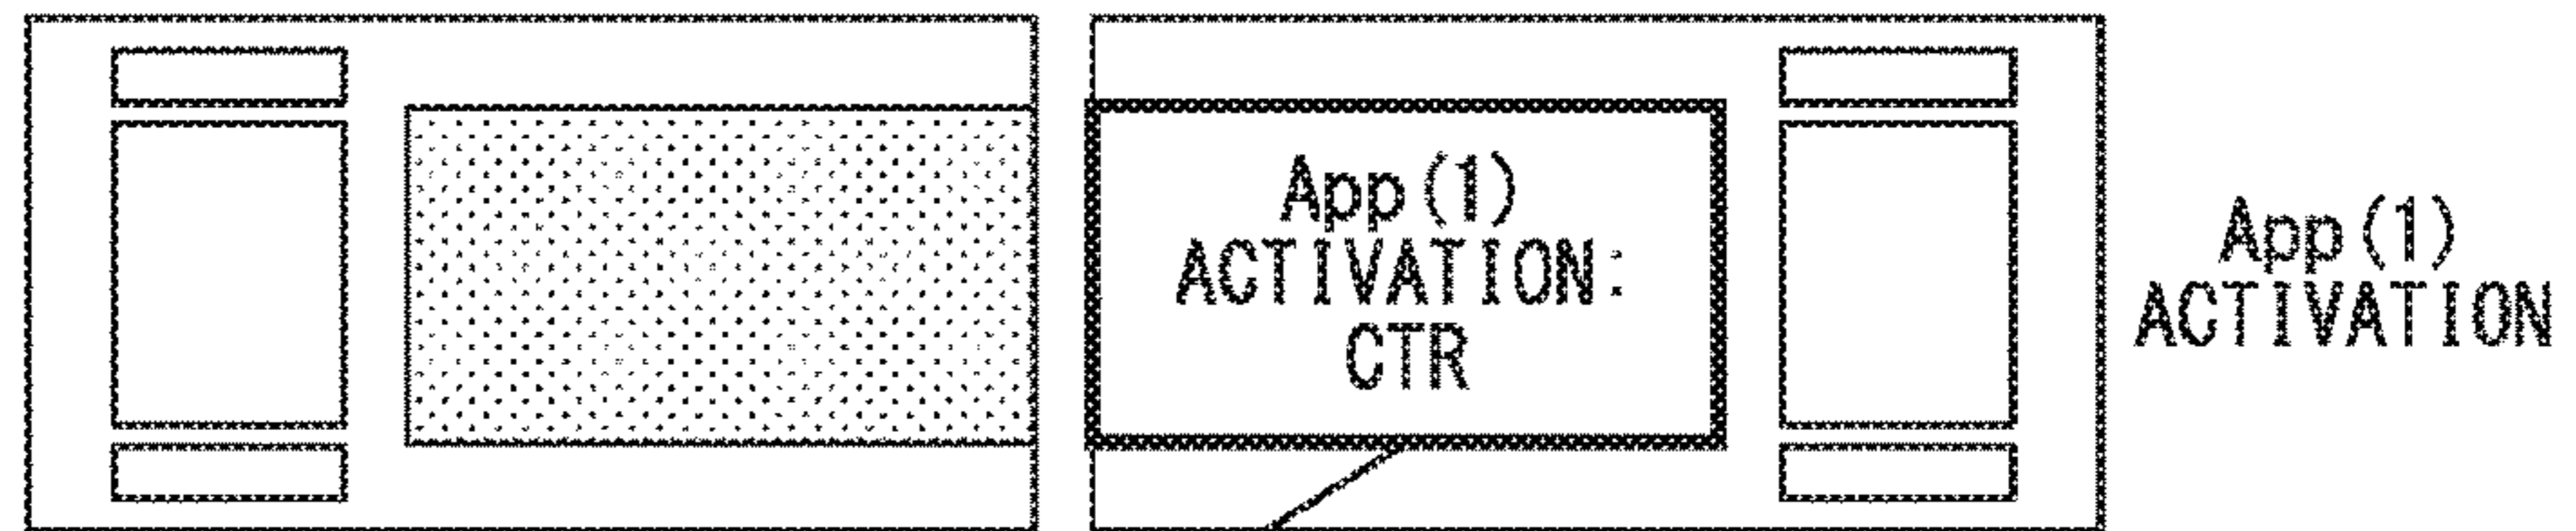 App(1)
ACTIVATION:
CTR
App(1)
ACTIVATION